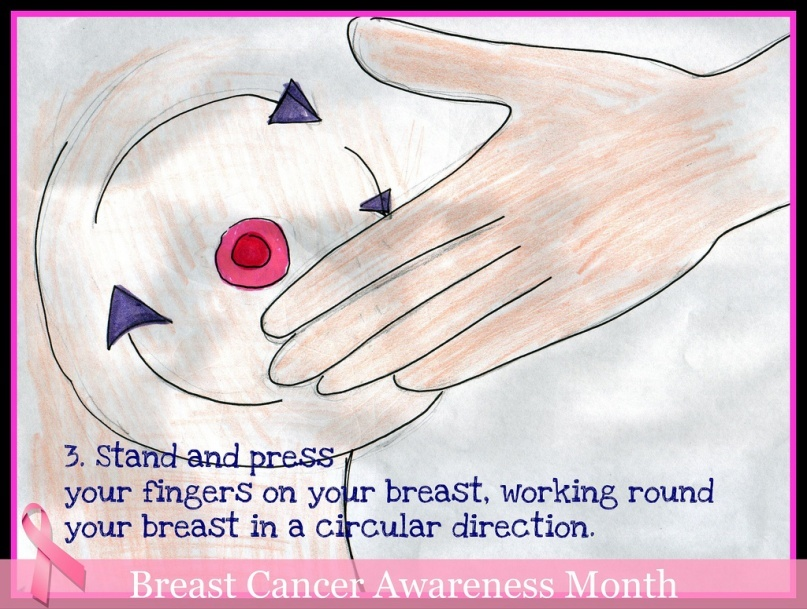 3. Stand and press
your fingers on your breast, working round
your breast in a circular direction.
Breast Cancer Awareness Month